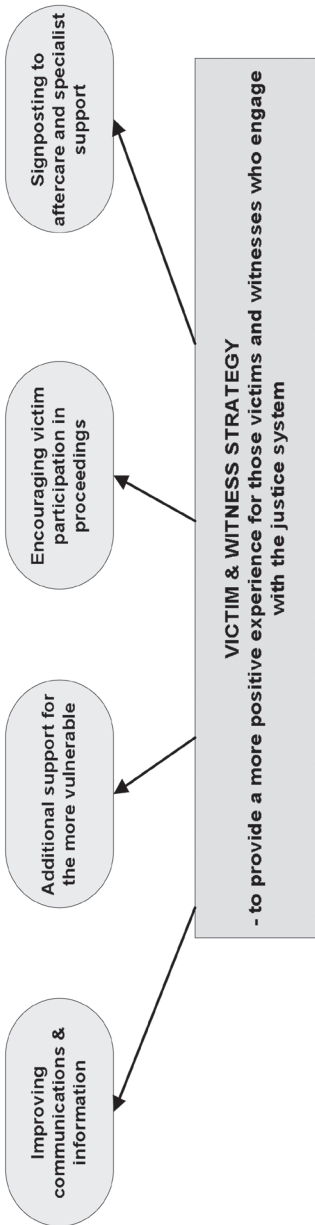 Improving
communications &
information
Additional support for
the more vulnerable
Encouraging victim
participation in
proceedings
Signposting to
aftercare and specialist
support
VICTIM & WITNESS STRATEGY
- to provide a more positive experience for those victims and witnesses who engage
with the justice system